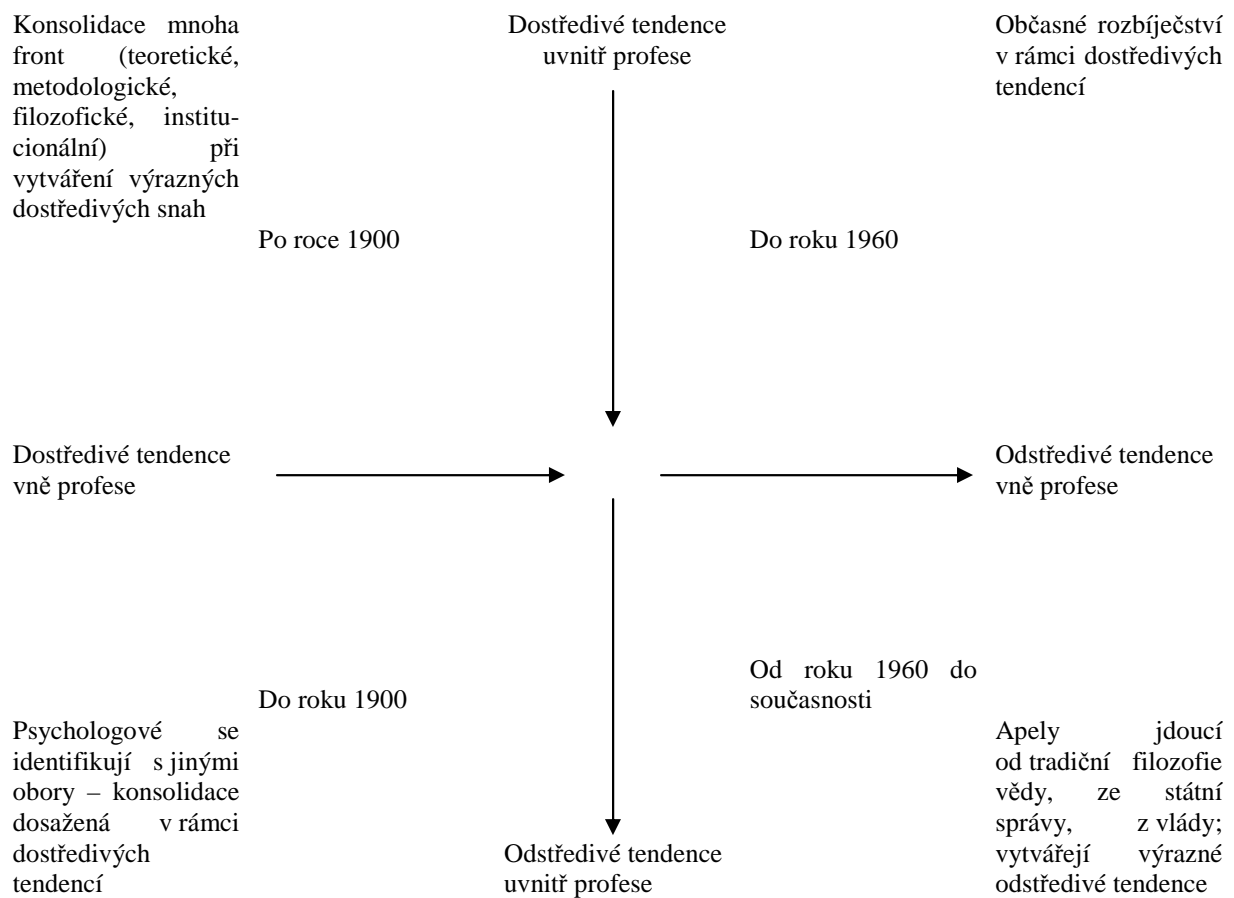 Konsolidace mnoha
front (teoretické,
metodologické,
filozofické, institu-
cionální) při
vytváření výrazných
dostředivých snah
Dostředivé tendence
uvnitř profese
Občasné rozbíječství
v rámci dostředivých
tendencí
Po roce 1900
Do roku 1960
Dostředivé tendence
vně profese
Odstředivé tendence
vně profese
Do roku 1900
Od roku 1960 do
současnosti
Psychologové se
identifikují s jinými
obory – konsolidace
dosažená v rámci
dostředivých
tendencí
Odstředivé tendence
uvnitř profese
Apely jdoucí
od tradiční filozofie
vědy, ze státní
správy, z vlády;
vytvářejí výrazné
odstředivé tendence